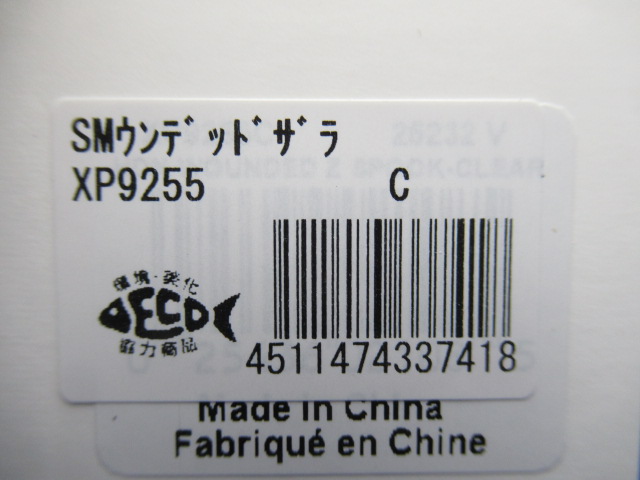 SMｳﾝﾃﾞｯﾄﾞｻﾞﾗ
XP9255 C
環境・美化
ECO
協力商品
4511474337418
Made in China
Fabriqué en Chine